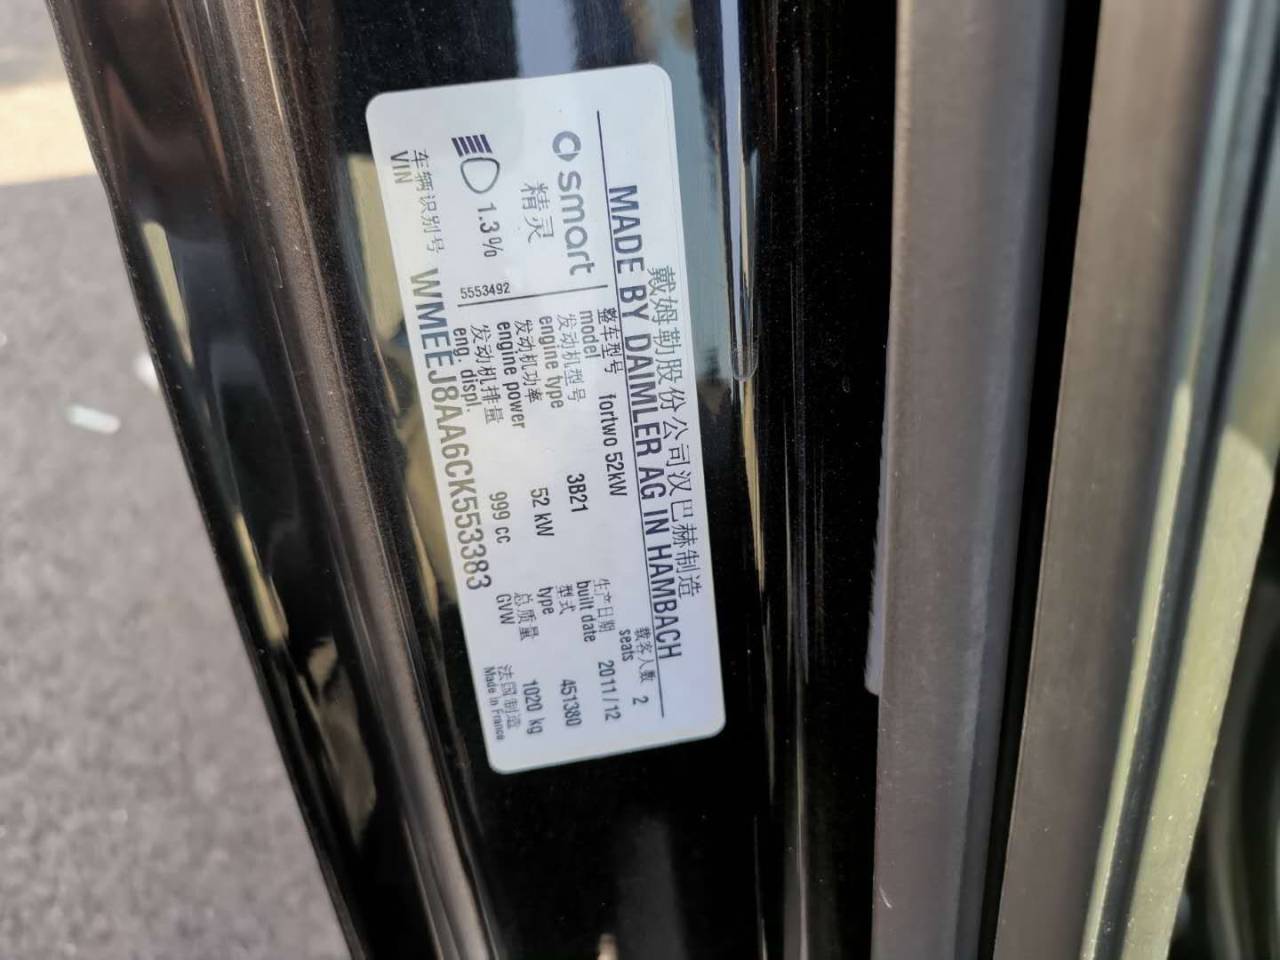 戴姆勒股份公司汉巴赫制造
MADE BY DAIMLER AG IN HAMBACH
smart
精灵
1.3%
5553492
载客人数
seats 2
整车型号
model fortwo 52kW
生产日期
built date 2011/12
发动机型号
engine type 3B21
型式
type 451380
发动机功率
engine power 52 kW
总质量
GVW 1020 kg
发动机排量
eng. displ. 999 cc
法国制造
Made in France
车辆识别号
VIN WMEEJ8AA6CK553383